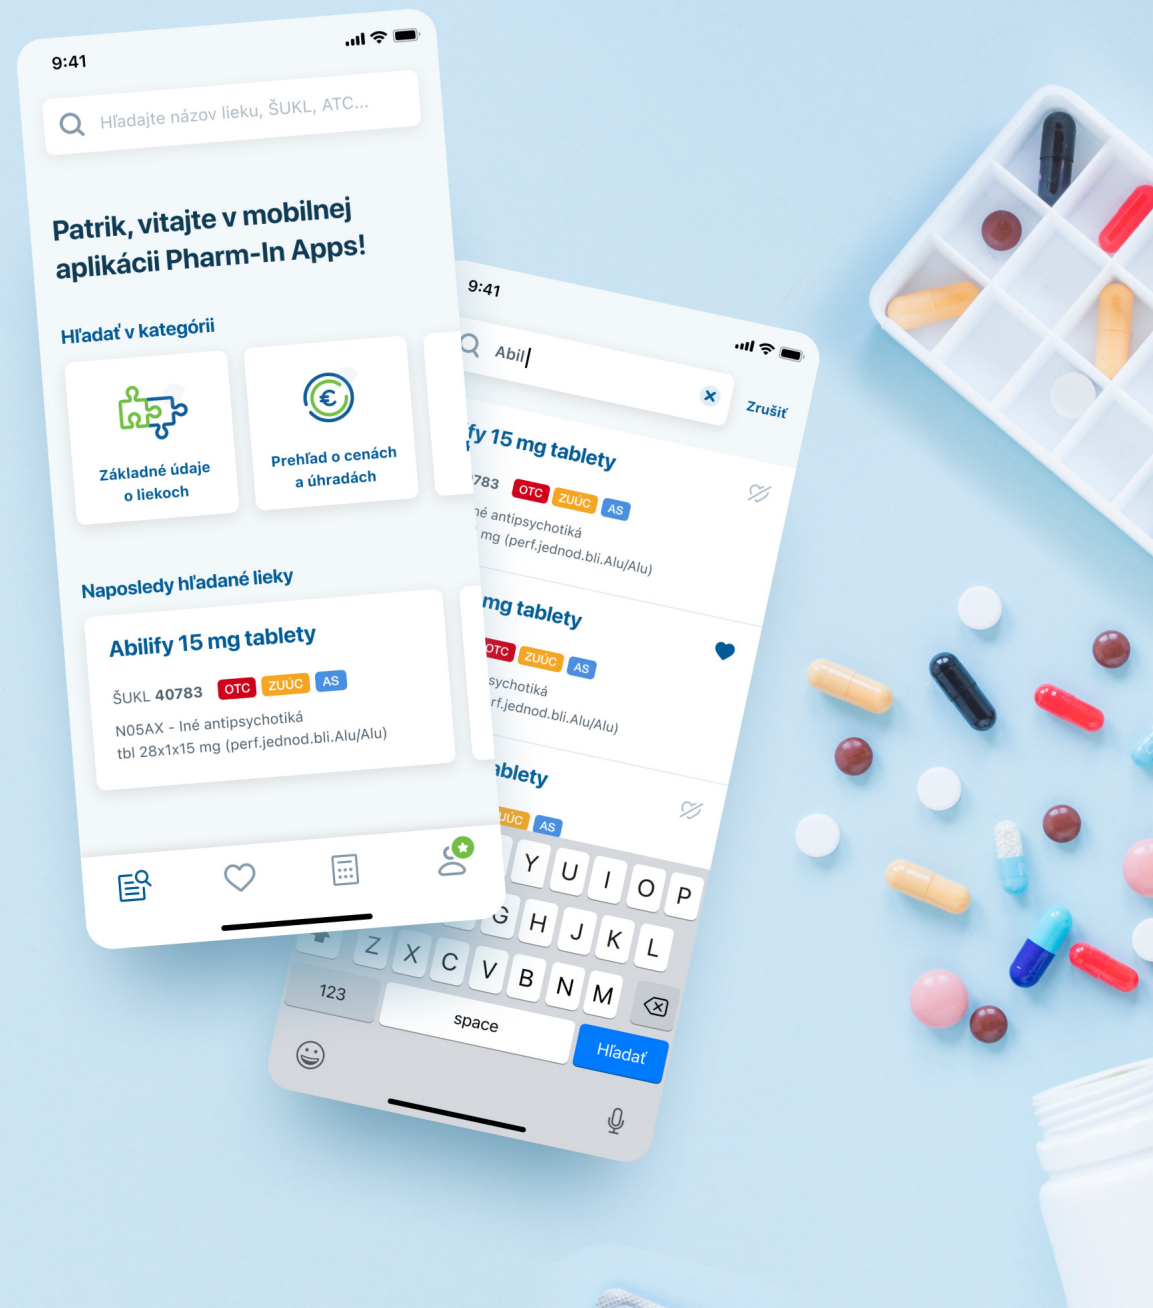 9:41
Hľadajte názov lieku, ŠUKL, ATC...
Patrik, vitajte v mobilnej
aplikácii Pharm-In Apps!
Hľadať v kategórii
Základné údaje
o liekoch
Prehľad o cenách
a úhradách
Naposledy hľadané lieky
Abilify 15 mg tablety
ŠUKL 40783 OTC ZUÚC AS
N05AX - Iné antipsychotiká
tbl 28x1x15 mg (perf.jednod.bli.Alu/Alu)
9:41
Abil
Zrušiť
fy 15 mg tablety
783 OTC ZUÚC AS
né antipsychotiká
mg (perf.jednod.bli.Alu/Alu)
mg tablety
OTC ZUÚC AS
sychotiká
rf.jednod.bli.Alu/Alu)
ablety
ZUÚC AS
Y U I O P
G H J K L
Z X C V B N M
123 space Hľadať